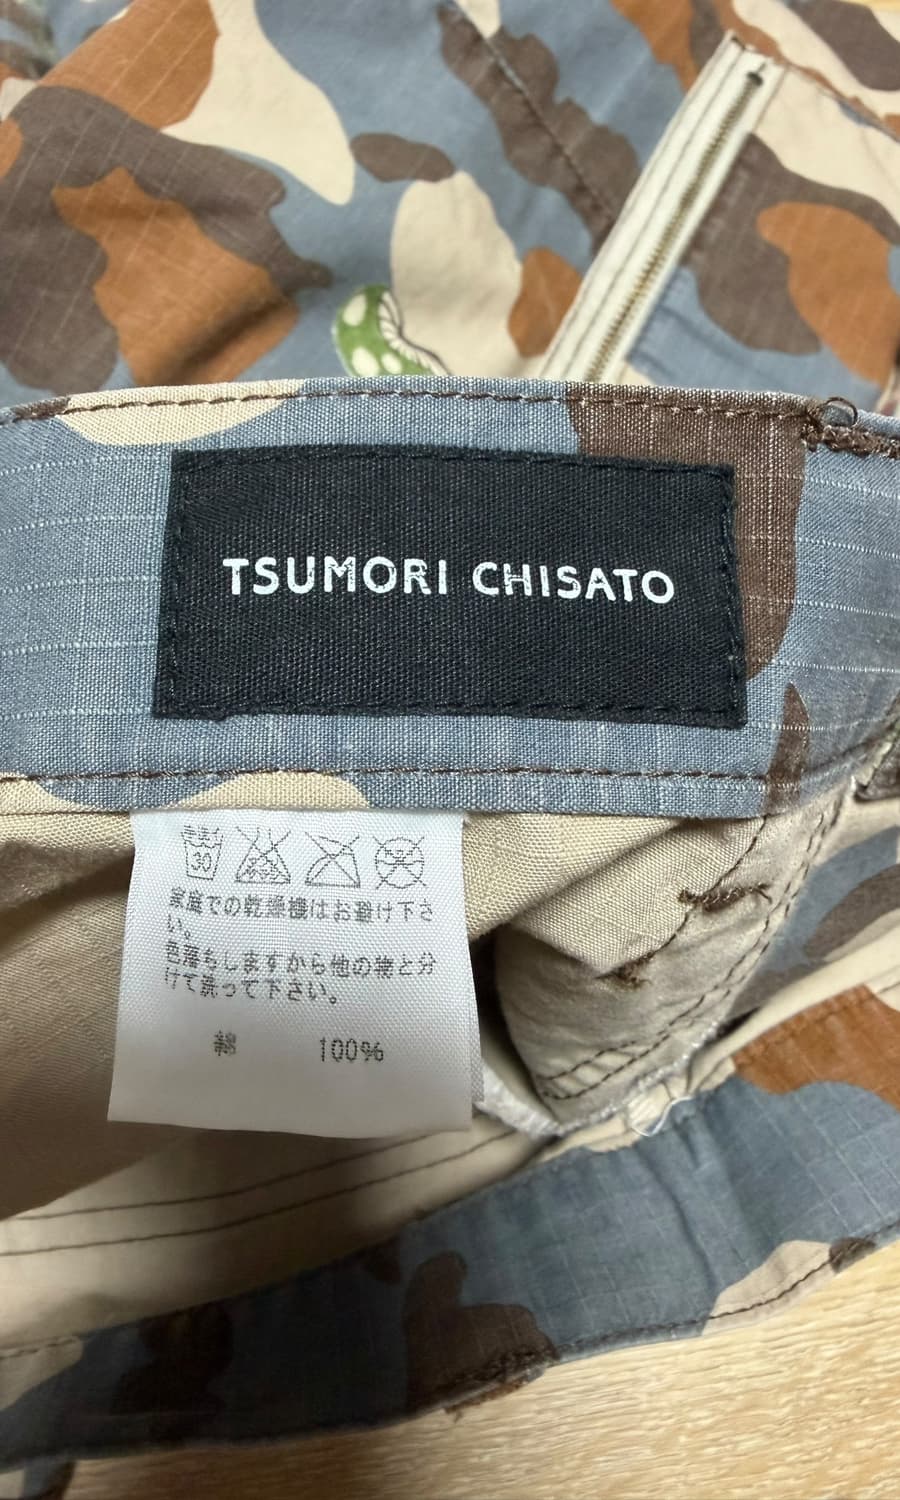 TSUMORI CHISATO
30
家庭での乾燥機はお避け下さ
い。
色落ちしますから他の物と分
けて洗って下さい。
綿 100%